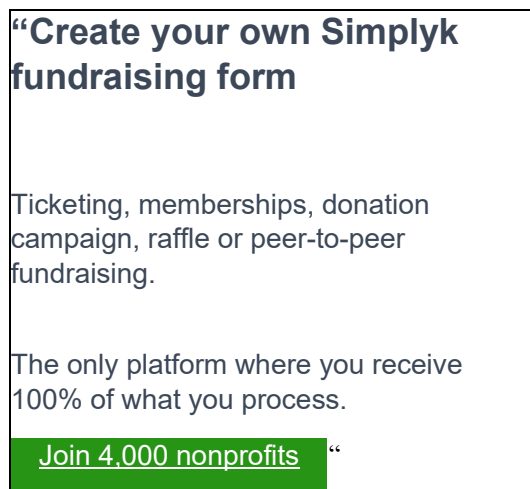 “Create your own Simplyk
fundraising form
Ticketing, memberships, donation
campaign, raffle or peer-to-peer
fundraising.
The only platform where you receive
100% of what you process.
Join 4,000 nonprofits “